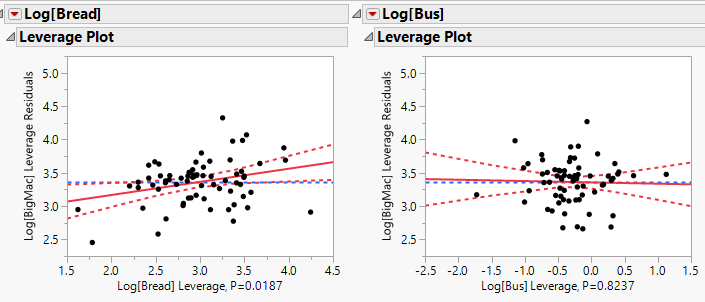 Log[Bread]
Leverage Plot
Log[BigMac] Leverage Residuals
5.0
4.5
4.0
3.5
3.0
2.5
1.5 2.0 2.5 3.0 3.5 4.0 4.5
Log[Bread] Leverage, P=0.0187
Log[Bus]
Leverage Plot
Log[BigMac] Leverage Residuals
5.0
4.5
4.0
3.5
3.0
2.5
-2.5 -2.0 -1.5 -1.0 -0.5 0.0 0.5 1.0 1.5
Log[Bus] Leverage, P=0.8237